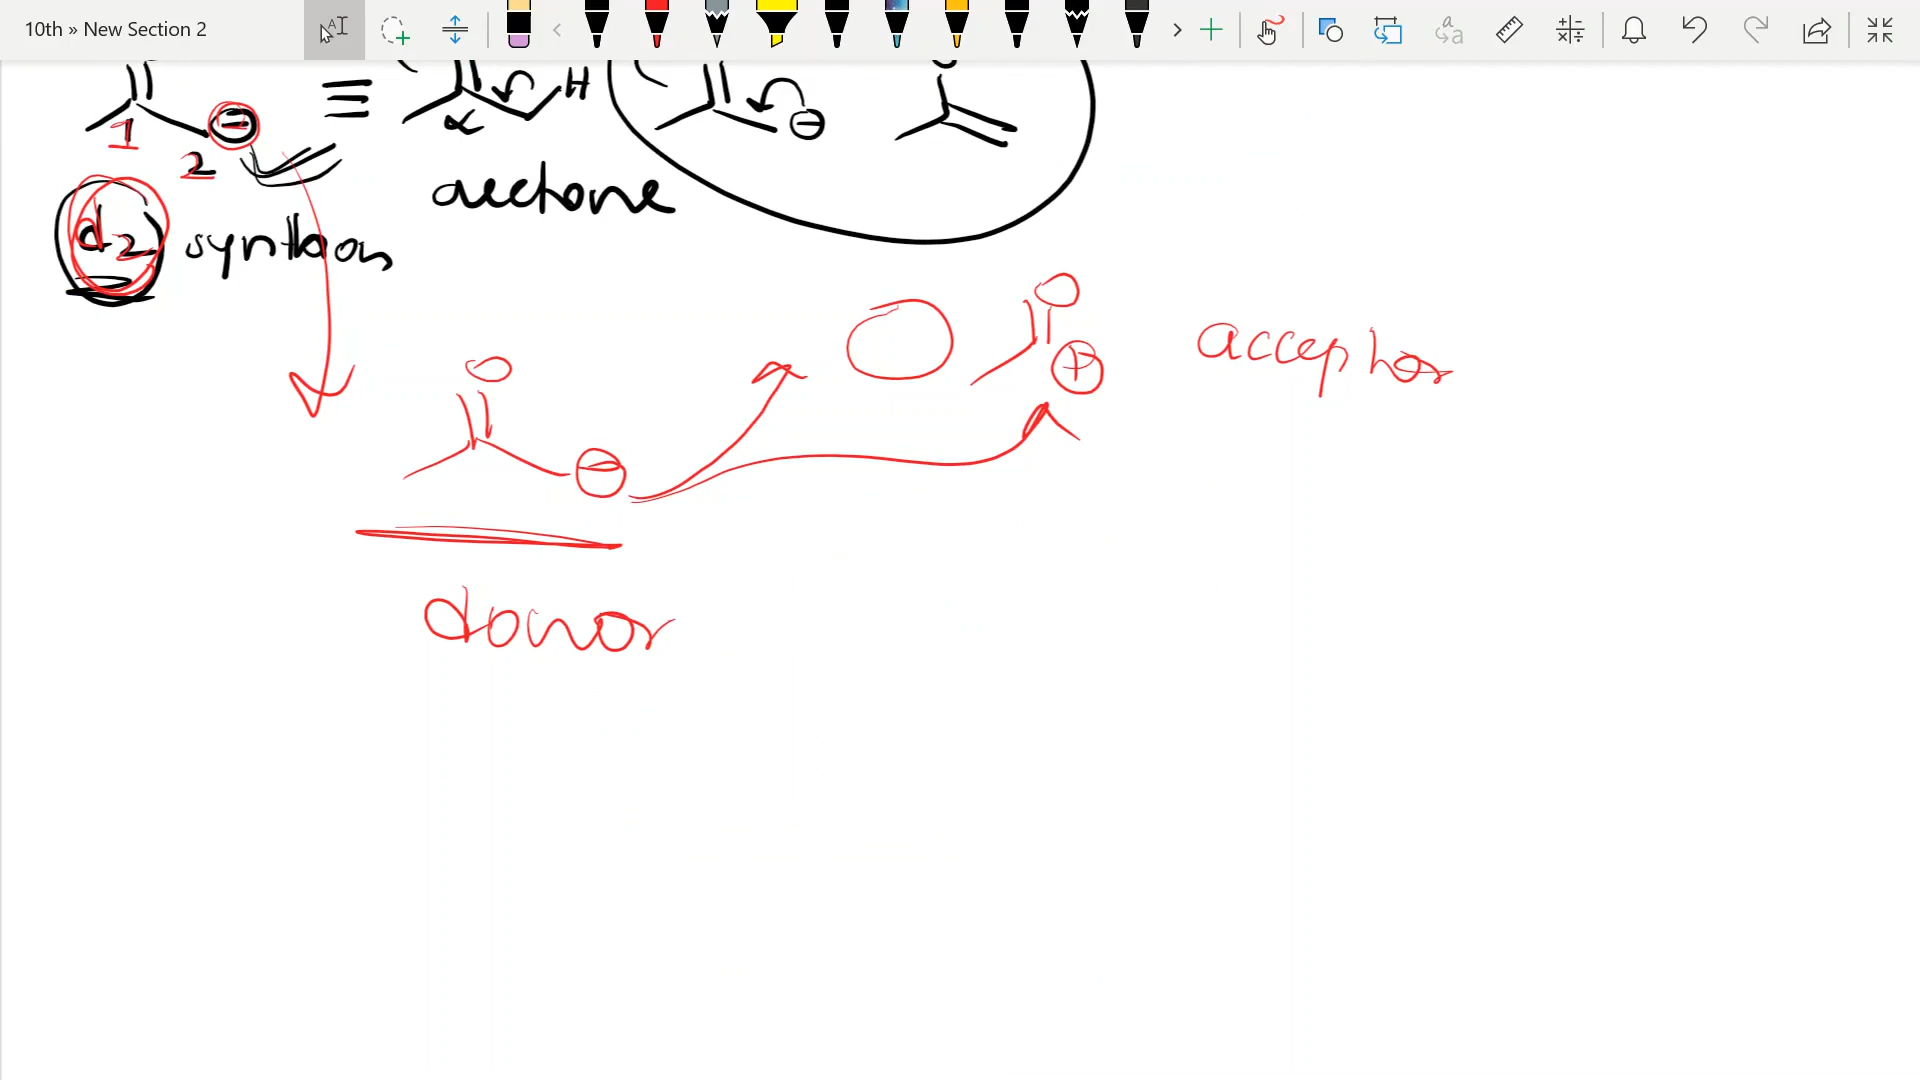 10th » New Section 2
1
2
⊖
≡
α
H
⊖
acetone
d2 synthon
O
⊕
acceptor
O
⊖
donor